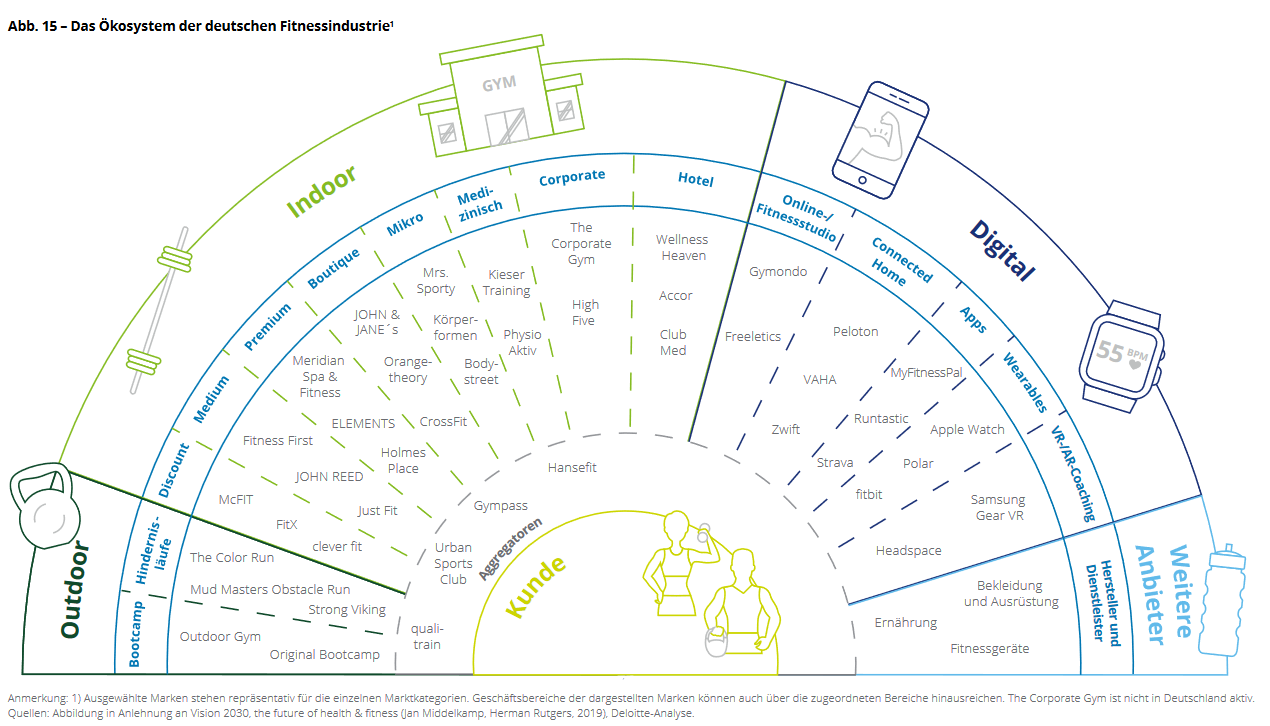 Abb. 15 – Das Ökosystem der deutschen Fitnessindustrie¹
GYM
Indoor
Corporate
Hotel
Medi-
zinisch
Mikro
Boutique
Premium
Medium
Discount
The
Corporate
Gym
High
Five
Wellness
Heaven
Accor
Club
Med
Kieser
Training
Physio
Aktiv
Mrs.
Sporty
Körper-
formen
Body-
street
JOHN &
JANE´s
Orange-
theory
CrossFit
Meridian
Spa &
Fitness
ELEMENTS
Holmes
Place
Fitness First
JOHN REED
Just Fit
McFIT
FitX
clever fit
Digital
Online-/
Fitnessstudio
Connected
Home
Apps
Wearables
VR-/AR-Coaching
55 BPM
Gymondo
Freeletics
Peloton
VAHA
Zwift
MyFitnessPal
Runtastic
Strava
Apple Watch
Polar
fitbit
Samsung
Gear VR
Headspace
Outdoor
Hindernis-
läufe
Bootcamp
The Color Run
Mud Masters Obstacle Run
Strong Viking
Outdoor Gym
Original Bootcamp
Aggregatoren
Hansefit
Gympass
Urban
Sports
Club
quali-
train
Kunde
Weitere
Anbieter
Hersteller und
Dienstleister
Bekleidung
und Ausrüstung
Ernährung
Fitnessgeräte
Anmerkung: 1) Ausgewählte Marken stehen repräsentativ für die einzelnen Marktkategorien. Geschäftsbereiche der dargestellten Marken können auch über die zugeordneten Bereiche hinausreichen. The Corporate Gym ist nicht in Deutschland aktiv.
Quellen: Abbildung in Anlehnung an Vision 2030, the future of health & fitness (Jan Middelkamp, Herman Rutgers, 2019), Deloitte-Analyse.